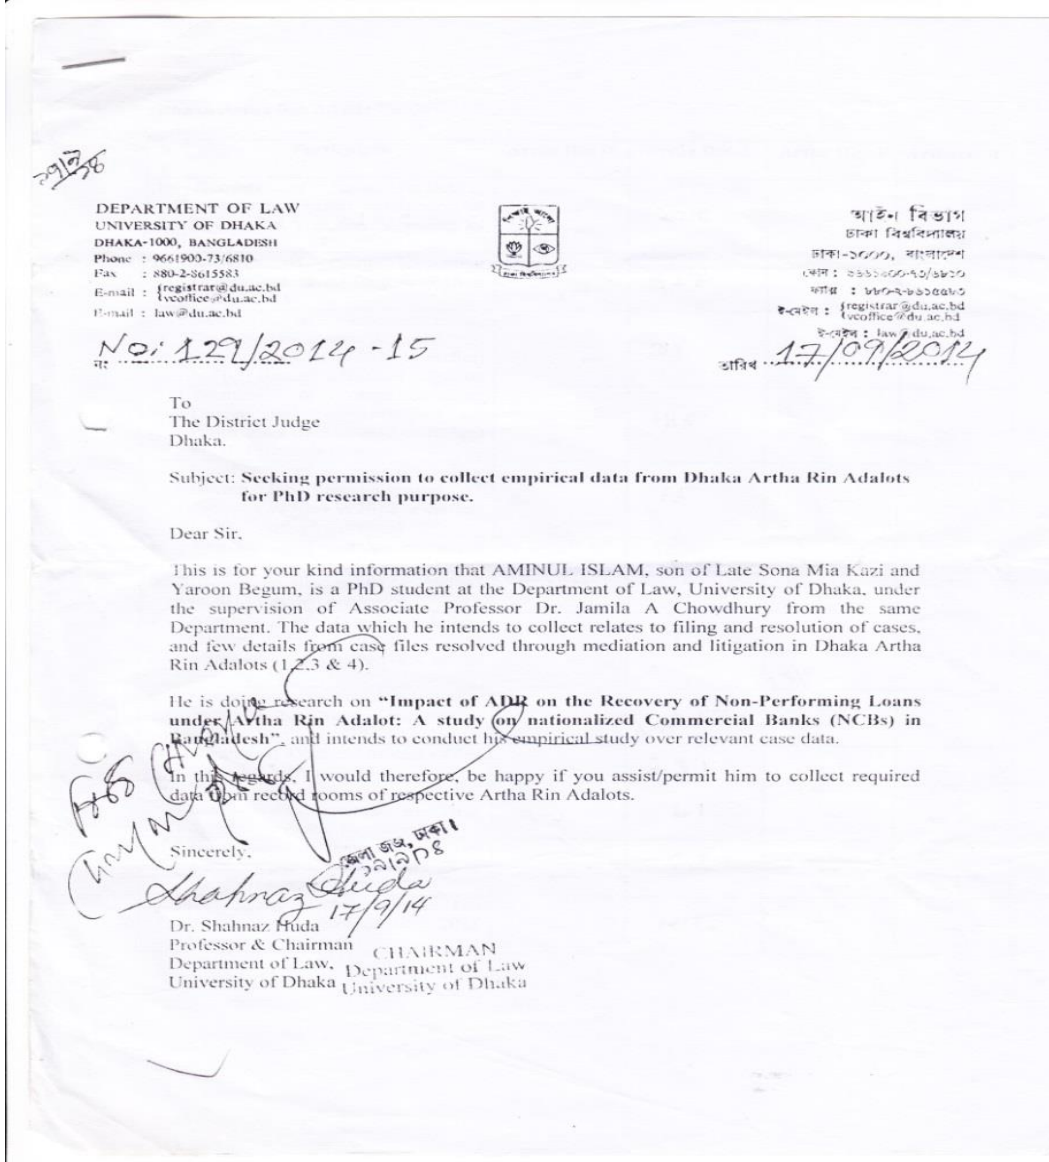 DEPARTMENT OF LAW
UNIVERSITY OF DHAKA
DHAKA-1000, BANGLADESH
Phone : 9661900-73/6810
Fax : 880-2-8615583
E-mail : {registrar@du.ac.bd
{vcoffice@du.ac.bd
E-mail : law@du.ac.bd
আইন বিভাগ
ঢাকা বিশ্ববিদ্যালয়
ঢাকা-১০০০, বাংলাদেশ
ফোন : ৯৬৬১৯০০-৭৩/৬৮১০
ফ্যাক্স : ৮৮০-২-৮৬১৫৫৮৩
ই-মেইল : {registrar@du.ac.bd
{vcoffice@du.ac.bd
ই-মেইল : law@du.ac.bd
নং No: 129/2014-15
তারিখ 17/09/2014
To
The District Judge
Dhaka.
Subject: Seeking permission to collect empirical data from Dhaka Artha Rin Adalots
for PhD research purpose.
Dear Sir,
This is for your kind information that AMINUL ISLAM, son of Late Sona Mia Kazi and
Yaroon Begum, is a PhD student at the Department of Law, University of Dhaka, under
the supervision of Associate Professor Dr. Jamila A Chowdhury from the same
Department. The data which he intends to collect relates to filing and resolution of cases,
and few details from case files resolved through mediation and litigation in Dhaka Artha
Rin Adalots (1,2,3 & 4).
He is doing research on “Impact of ADR on the Recovery of Non-Performing Loans
under Artha Rin Adalot: A study on nationalized Commercial Banks (NCBs) in
Bangladesh”, and intends to conduct his empirical study over relevant case data.
In this regards, I would therefore, be happy if you assist/permit him to collect required
data from record rooms of respective Artha Rin Adalots.
Sincerely,
জেলা জজ, ঢাকা।
Shahnaz Huda
17/9/14
Dr. Shahnaz Huda
Professor & Chairman
Department of Law,
University of Dhaka
CHAIRMAN
Department of Law
University of Dhaka